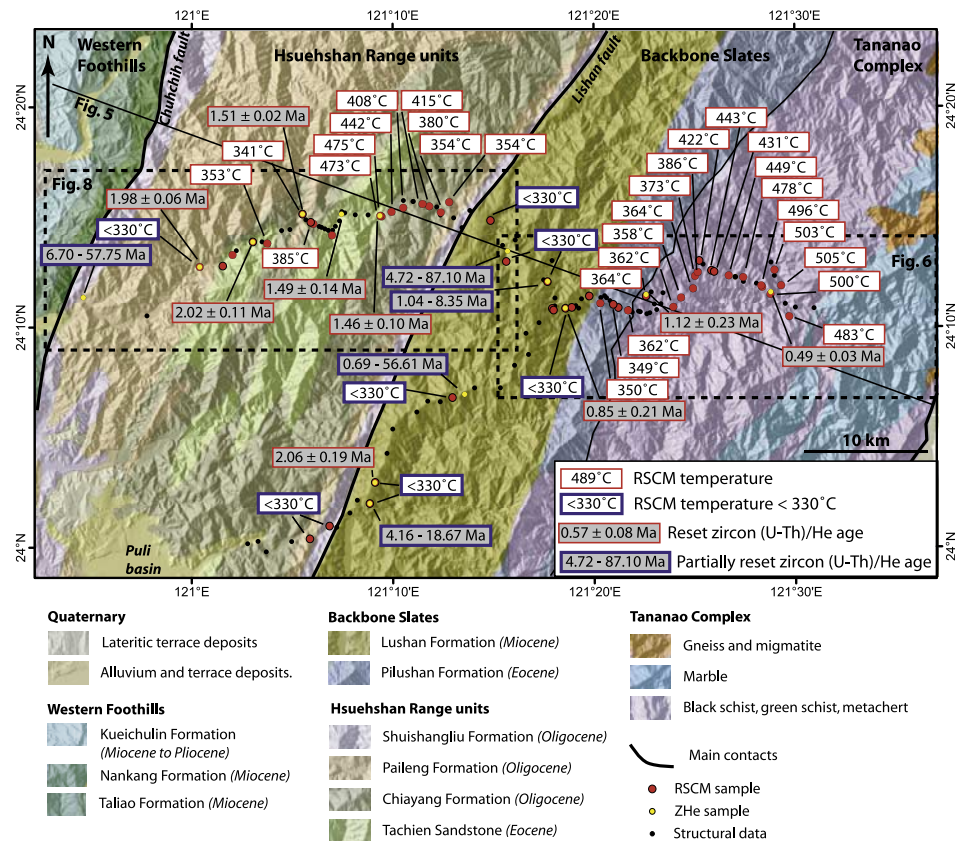 121°E
121°10'E
121°20'E
121°30'E
N
Western
Foothills
Chuhchih fault
Hsuehshan Range units
Lishan fault
Backbone Slates
Tananao
Complex
24°20'N
24°20'N
Fig. 5
1.51 ± 0.02 Ma
408˚C
415˚C
442˚C
380˚C
475˚C
354˚C
354˚C
341˚C
473˚C
353˚C
443˚C
422˚C
431˚C
386˚C
449˚C
373˚C
478˚C
364˚C
496˚C
358˚C
503˚C
362˚C
505˚C
364˚C
500˚C
Fig. 8
1.98 ± 0.06 Ma
<330˚C
<330˚C
<330˚C
6.70 - 57.75 Ma
385˚C
4.72 - 87.10 Ma
Fig. 6
1.49 ± 0.14 Ma
1.04 - 8.35 Ma
2.02 ± 0.11 Ma
1.46 ± 0.10 Ma
1.12 ± 0.23 Ma
483˚C
24°10'N
24°10'N
362˚C
0.49 ± 0.03 Ma
0.69 - 56.61 Ma
349˚C
<330˚C
<330˚C
350˚C
0.85 ± 0.21 Ma
10 km
2.06 ± 0.19 Ma
<330˚C
<330˚C
4.16 - 18.67 Ma
Puli
basin
24°N
24°N
489˚C RSCM temperature
<330˚C RSCM temperature < 330˚C
0.57 ± 0.08 Ma Reset zircon (U-Th)/He age
4.72 - 87.10 Ma Partially reset zircon (U-Th)/He age
121°E
121°10'E
121°20'E
121°30'E
Quaternary
Lateritic terrace deposits
Alluvium and terrace deposits.
Western Foothills
Kueichulin Formation
(Miocene to Pliocene)
Nankang Formation (Miocene)
Taliao Formation (Miocene)
Backbone Slates
Lushan Formation (Miocene)
Pilushan Formation (Eocene)
Hsuehshan Range units
Shuishangliu Formation (Oligocene)
Paileng Formation (Oligocene)
Chiayang Formation (Oligocene)
Tachien Sandstone (Eocene)
Tananao Complex
Gneiss and migmatite
Marble
Black schist, green schist, metachert
Main contacts
RSCM sample
ZHe sample
Structural data